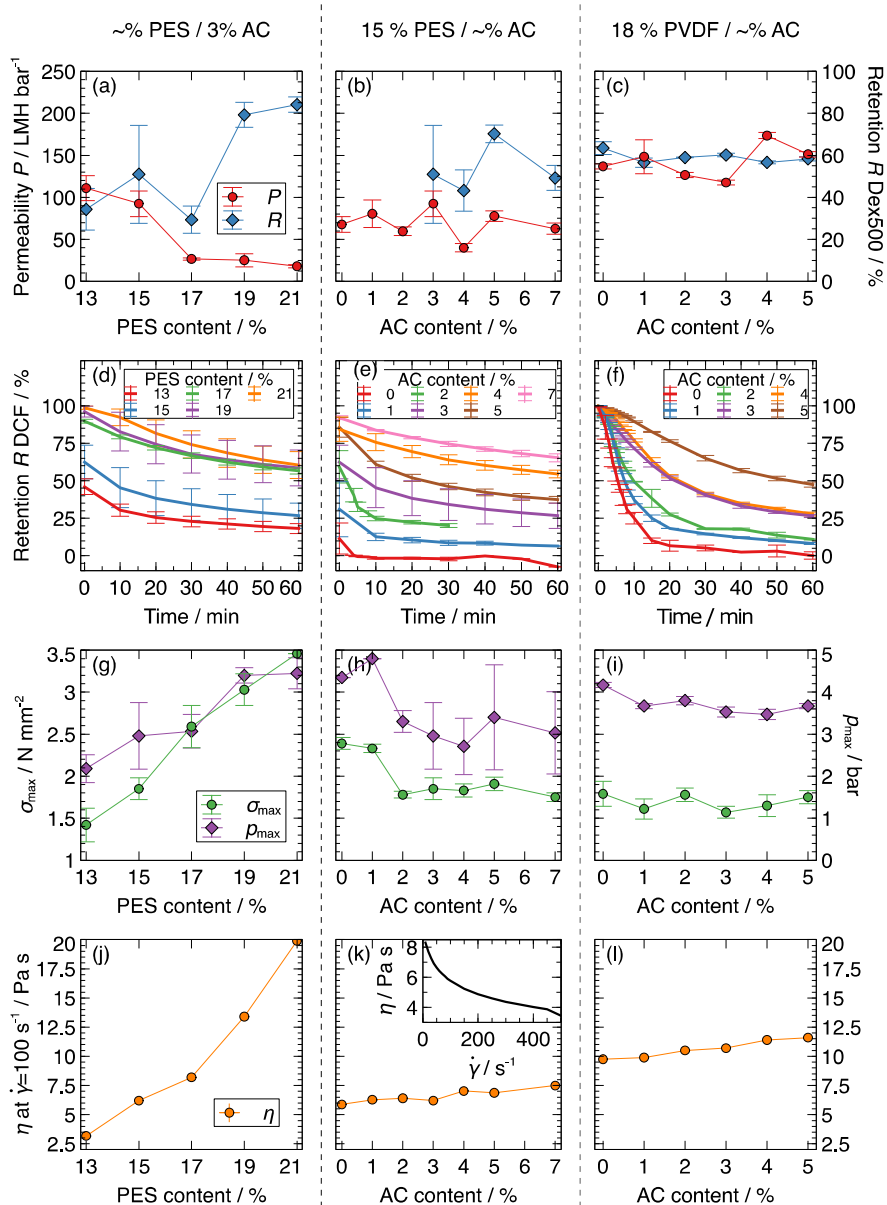 ~% PES / 3% AC 15 % PES / ~% AC 18 % PVDF / ~% AC
(a) (b) (c)
Permeability P / LMH bar⁻¹
250
200
150
100
50
0
P
R
13 15 17 19 21
PES content / %
0 1 2 3 4 5 7
AC content / %
0 1 2 3 4 5
AC content / %
100
80
60
40
20
0
Retention R Dex500 / %
(d) (e) (f)
Retention R DCF / %
100
75
50
25
0
PES content / %
13 17 21
15 19
AC content / %
0 2 4 7
1 3 5
AC content / %
0 2 4
1 3 5
0 10 20 30 40 50 60
Time / min
0 10 20 30 40 50 60
Time / min
0 10 20 30 40 50 60
Time / min
(g) (h) (i)
σmax / N mm⁻²
3.5
3
2.5
2
1.5
1
σmax
pmax
13 15 17 19 21
PES content / %
0 1 2 3 4 5 7
AC content / %
0 1 2 3 4 5
AC content / %
5
4
3
2
1
0
pmax / bar
(j) (k) (l)
η at γ̇=100 s⁻¹ / Pa s
20
17.5
15
12.5
10
7.5
5
2.5
η
13 15 17 19 21
PES content / %
η / Pa s
8
6
4
0 200 400
γ̇ / s⁻¹
0 1 2 3 4 5 7
AC content / %
0 1 2 3 4 5
AC content / %
20
17.5
15
12.5
10
7.5
5
2.5